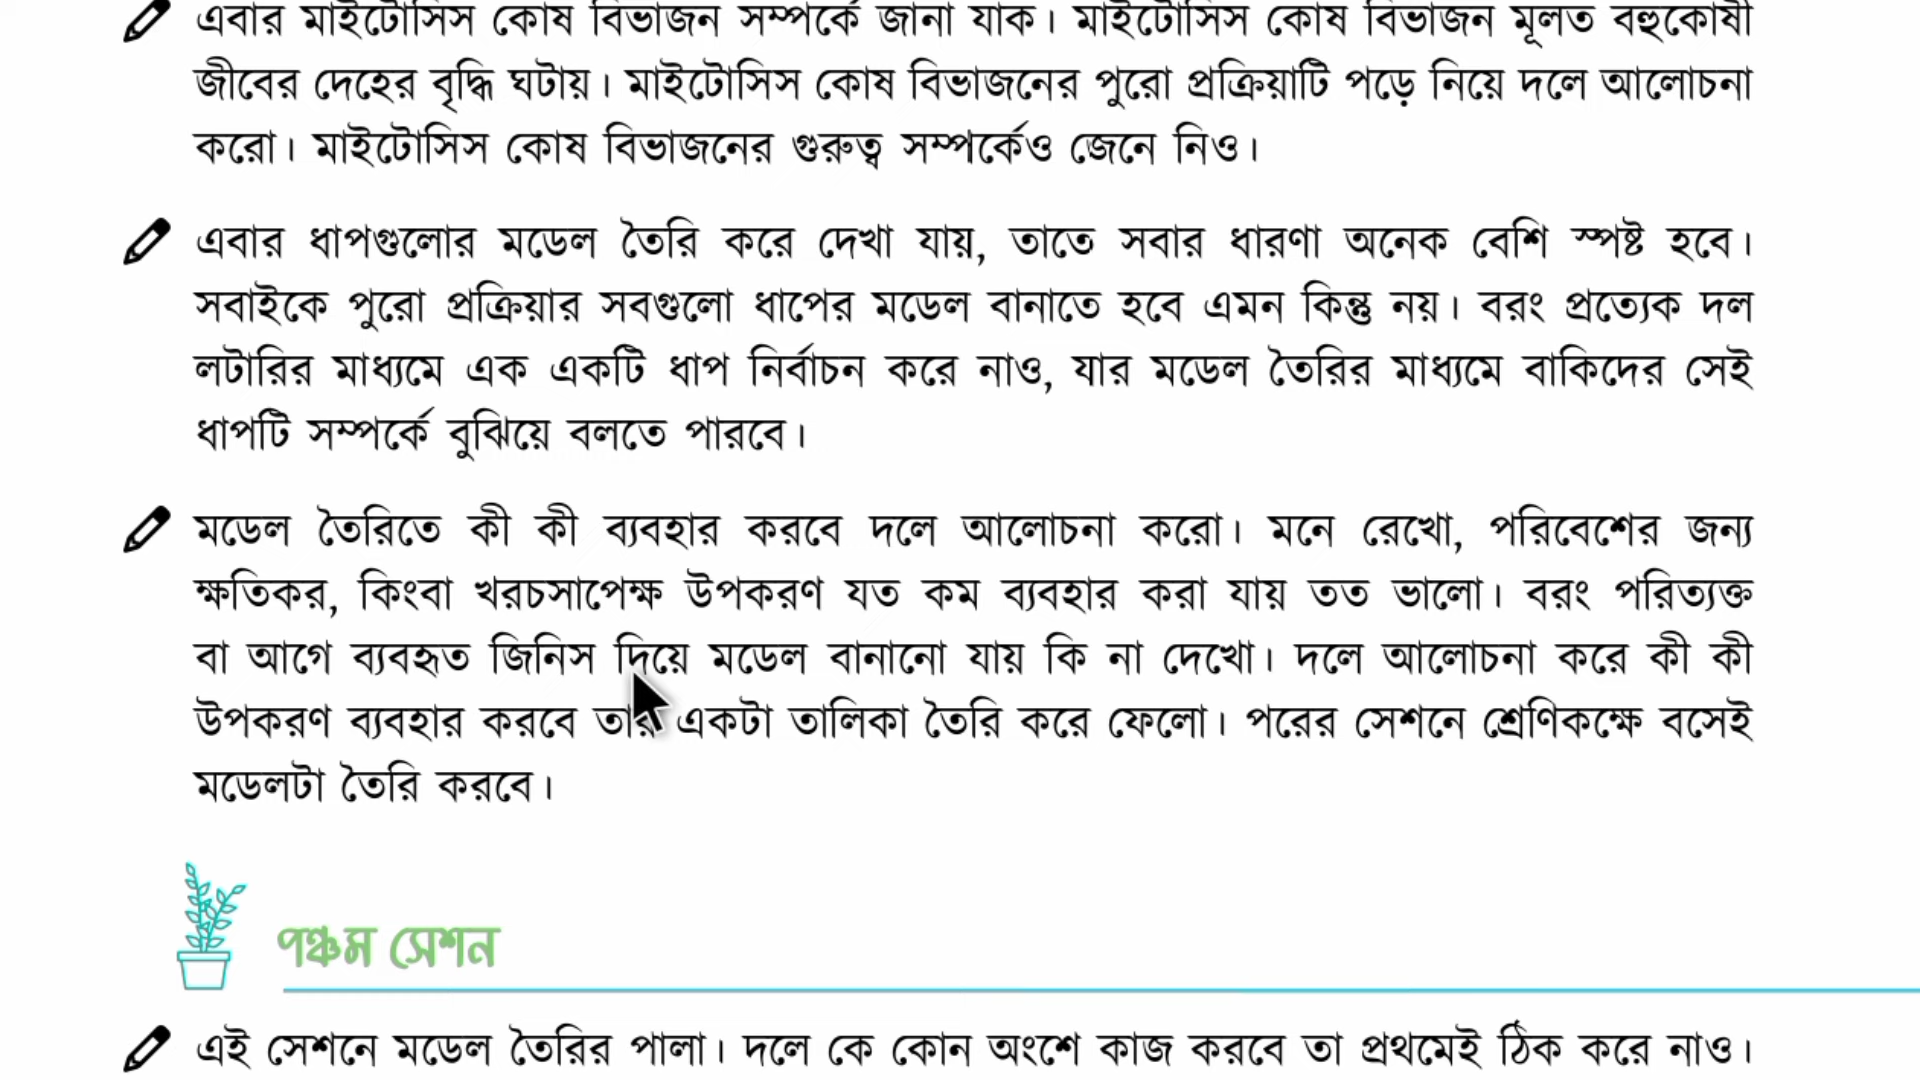 এবার মাইটোসিস কোষ বিভাজন সম্পর্কে জানা যাক। মাইটোসিস কোষ বিভাজন মূলত বহুকোষী
জীবের দেহের বৃদ্ধি ঘটায়। মাইটোসিস কোষ বিভাজনের পুরো প্রক্রিয়াটি পড়ে নিয়ে দলে আলোচনা
করো। মাইটোসিস কোষ বিভাজনের গুরুত্ব সম্পর্কেও জেনে নিও।
এবার ধাপগুলোর মডেল তৈরি করে দেখা যায়, তাতে সবার ধারণা অনেক বেশি স্পষ্ট হবে।
সবাইকে পুরো প্রক্রিয়ার সবগুলো ধাপের মডেল বানাতে হবে এমন কিন্তু নয়। বরং প্রত্যেক দল
লটারির মাধ্যমে এক একটি ধাপ নির্বাচন করে নাও, যার মডেল তৈরির মাধ্যমে বাকিদের সেই
ধাপটি সম্পর্কে বুঝিয়ে বলতে পারবে।
মডেল তৈরিতে কী কী ব্যবহার করবে দলে আলোচনা করো। মনে রেখো, পরিবেশের জন্য
ক্ষতিকর, কিংবা খরচসাপেক্ষ উপকরণ যত কম ব্যবহার করা যায় তত ভালো। বরং পরিত্যক্ত
বা আগে ব্যবহৃত জিনিস দিয়ে মডেল বানানো যায় কি না দেখো। দলে আলোচনা করে কী কী
উপকরণ ব্যবহার করবে তার একটা তালিকা তৈরি করে ফেলো। পরের সেশনে শ্রেণিকক্ষে বসেই
মডেলটা তৈরি করবে।
পঞ্চম সেশন
এই সেশনে মডেল তৈরির পালা। দলে কে কোন অংশে কাজ করবে তা প্রথমেই ঠিক করে নাও।